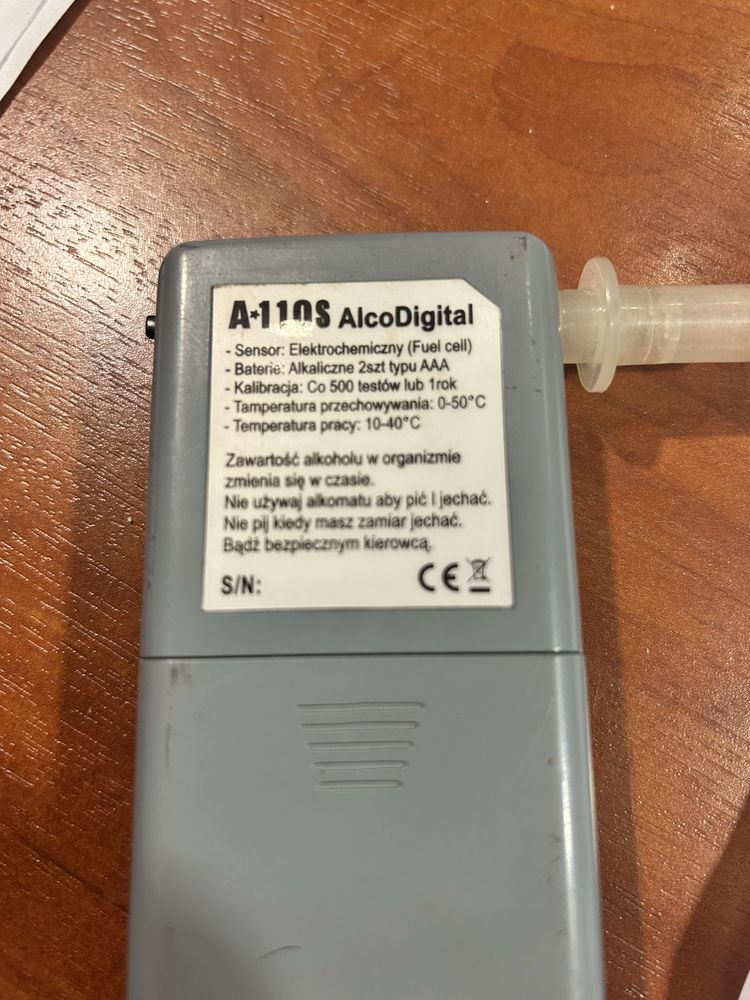 A★110S AlcoDigital
- Sensor: Elektrochemiczny (Fuel cell)
- Baterie: Alkaliczne 2szt typu AAA
- Kalibracja: Co 500 testów lub 1rok
- Tamperatura przechowywania: 0-50°C
- Temperatura pracy: 10-40°C
Zawartość alkoholu w organizmie
zmienia się w czasie.
Nie używaj alkomatu aby pić I jechać.
Nie pij kiedy masz zamiar jechać.
Bądź bezpiecznym kierowcą.
S/N: CE